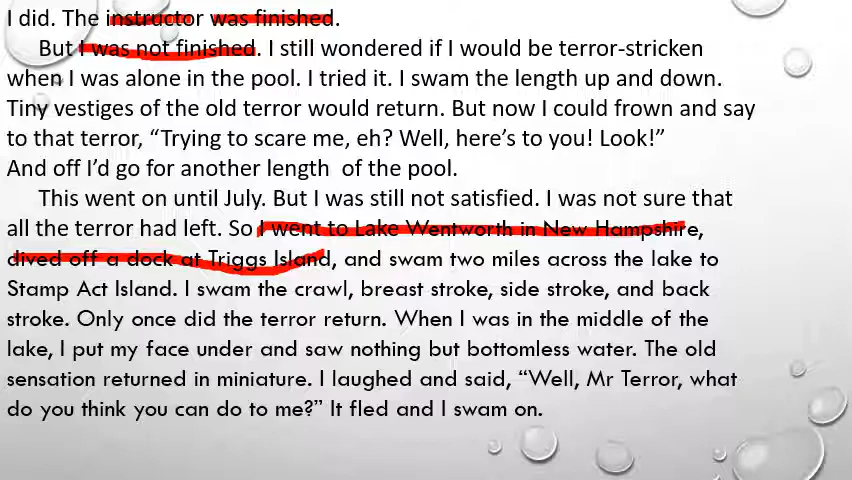 I did. The instructor was finished.
But I was not finished. I still wondered if I would be terror-stricken
when I was alone in the pool. I tried it. I swam the length up and down.
Tiny vestiges of the old terror would return. But now I could frown and say
to that terror, “Trying to scare me, eh? Well, here’s to you! Look!”
And off I’d go for another length of the pool.
This went on until July. But I was still not satisfied. I was not sure that
all the terror had left. So I went to Lake Wentworth in New Hampshire,
dived off a dock at Triggs Island, and swam two miles across the lake to
Stamp Act Island. I swam the crawl, breast stroke, side stroke, and back
stroke. Only once did the terror return. When I was in the middle of the
lake, I put my face under and saw nothing but bottomless water. The old
sensation returned in miniature. I laughed and said, “Well, Mr Terror, what
do you think you can do to me?” It fled and I swam on.